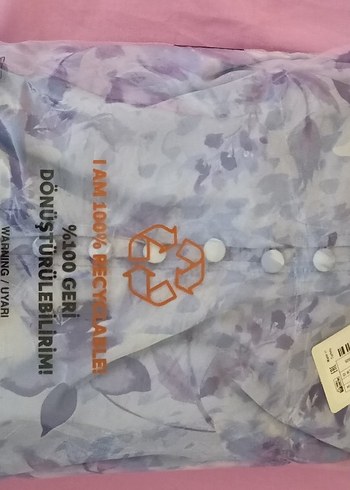 I AM 100% RECYCLABLE!
%100 GERİ
DÖNÜŞTÜRÜLEBİLİRİM!
WARNING / UYARI